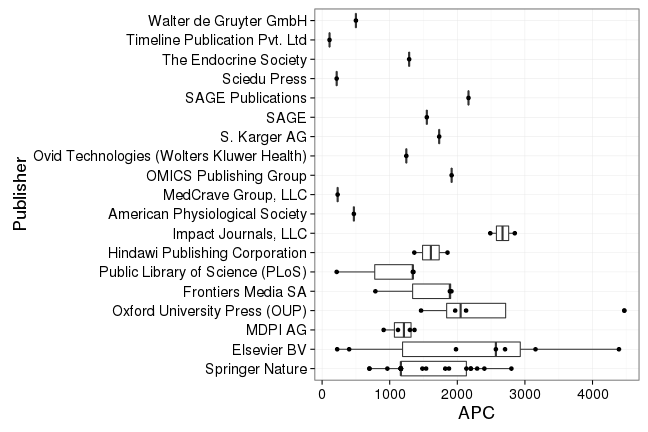 Walter de Gruyter GmbH
Timeline Publication Pvt. Ltd
The Endocrine Society
Sciedu Press
SAGE Publications
SAGE
S. Karger AG
Ovid Technologies (Wolters Kluwer Health)
OMICS Publishing Group
MedCrave Group, LLC
American Physiological Society
Impact Journals, LLC
Hindawi Publishing Corporation
Public Library of Science (PLoS)
Frontiers Media SA
Oxford University Press (OUP)
MDPI AG
Elsevier BV
Springer Nature
Publisher
0 1000 2000 3000 4000
APC